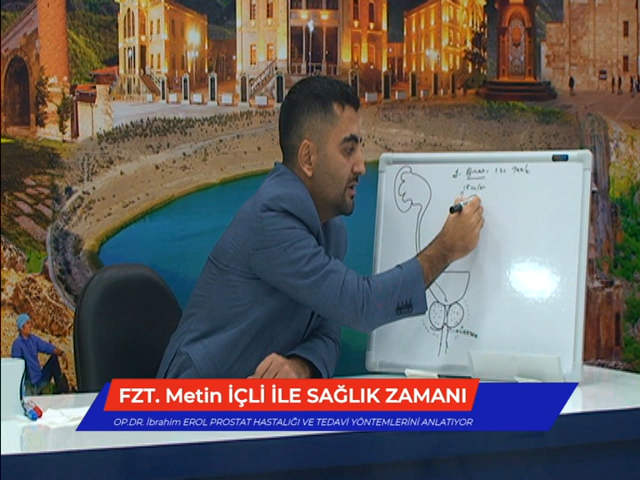 FZT. Metin İÇLİ İLE SAĞLIK ZAMANI
OP.DR. İbrahim EROL PROSTAT HASTALIĞI VE TEDAVİ YÖNTEMLERİNİ ANLATIYOR